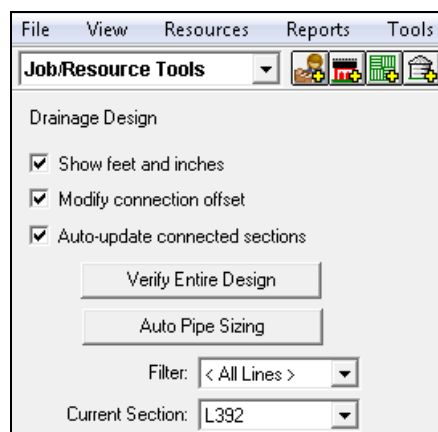 File View Resources Reports Tools
Job/Resource Tools
Drainage Design
Show feet and inches
Modify connection offset
Auto-update connected sections
Verify Entire Design
Auto Pipe Sizing
Filter: < All Lines >
Current Section: L392